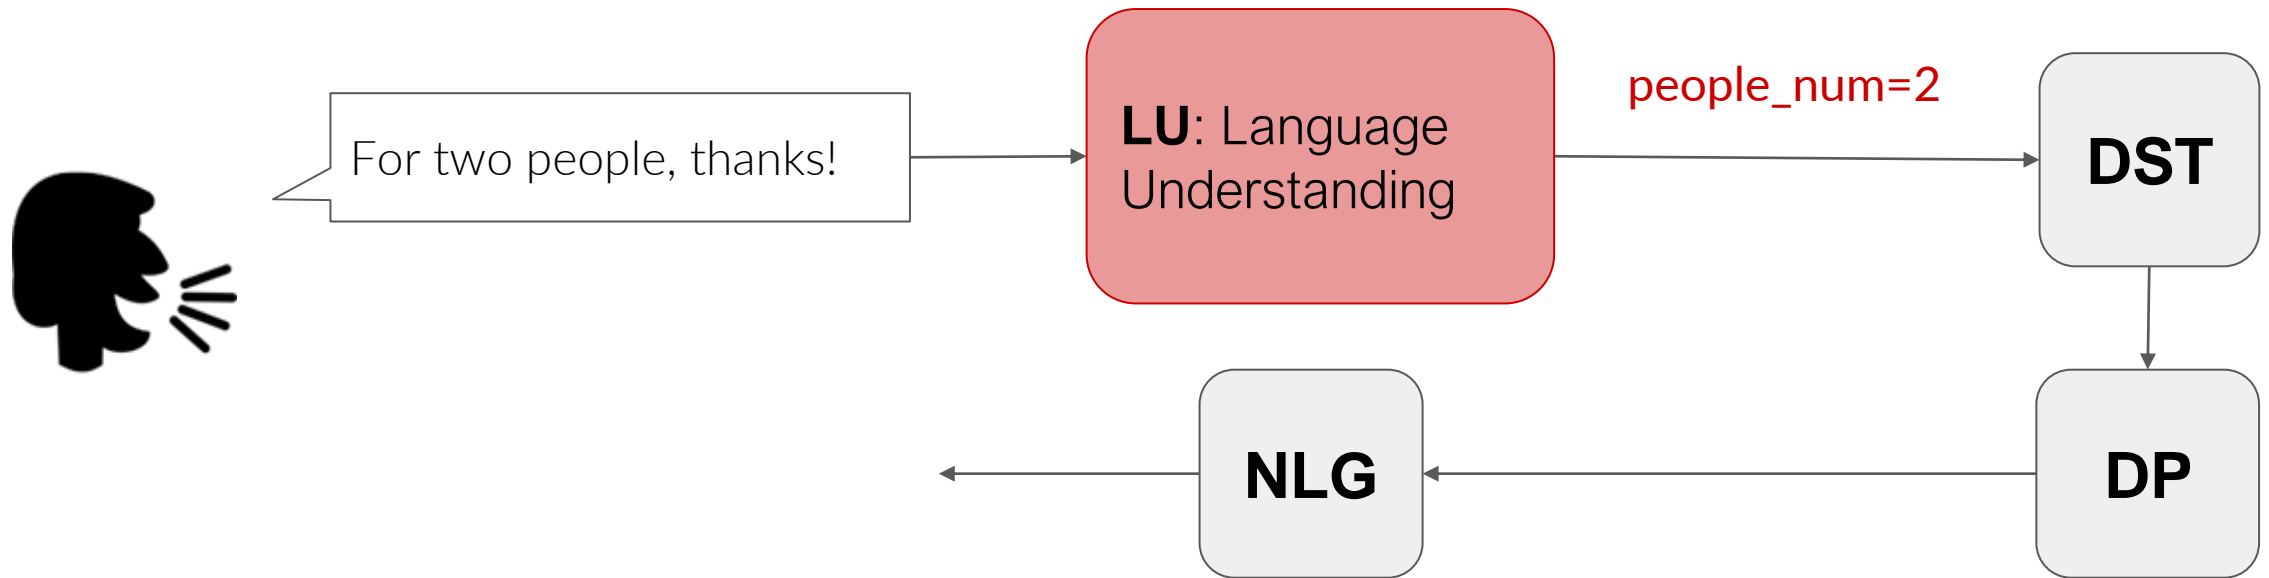 For two people, thanks!
LU: Language
Understanding
people_num=2
DST
NLG
DP